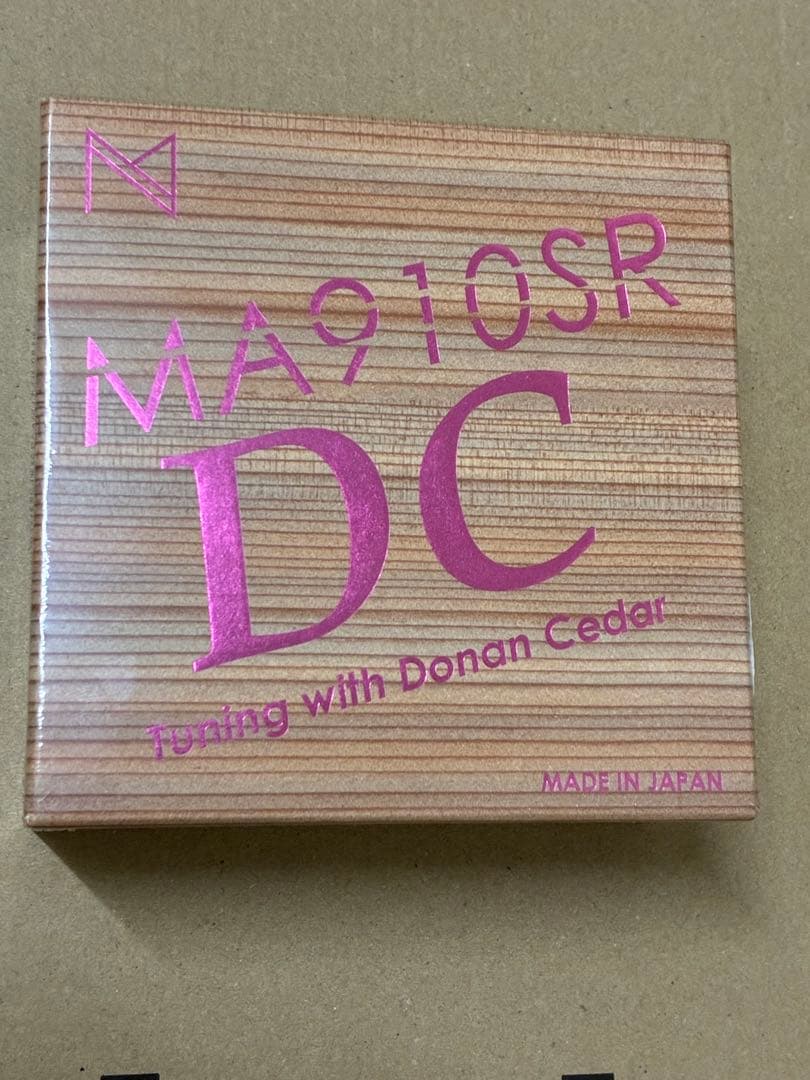 MA910SR
DC
Tuning with Donan Cedar
MADE IN JAPAN